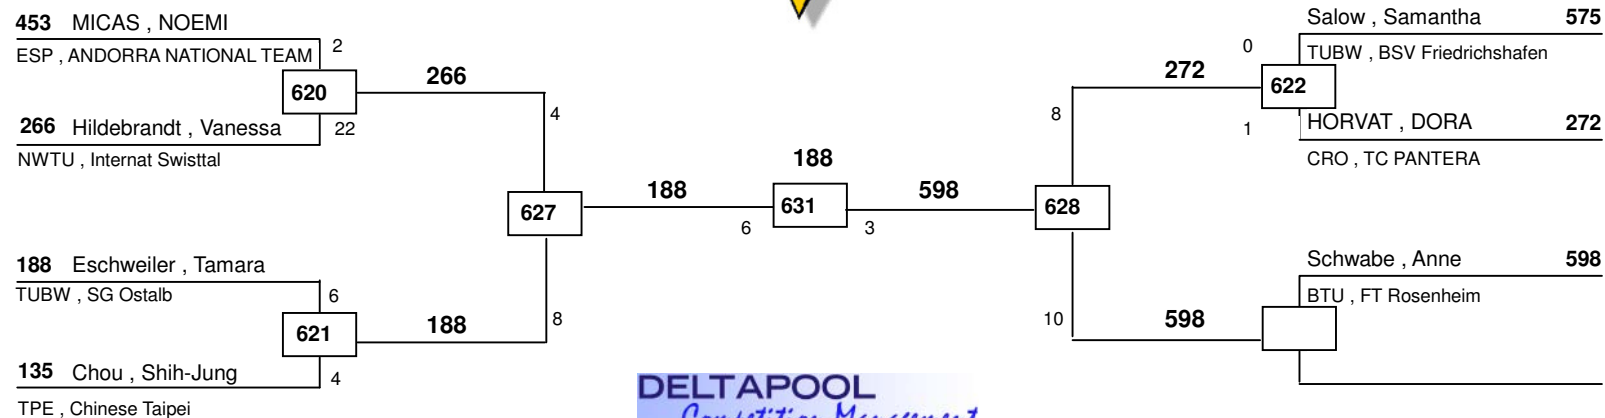 453 MICAS , NOEMI
ESP , ANDORRA NATIONAL TEAM
2
620
266
266 Hildebrandt , Vanessa
22
NWTU , Internat Swisttal
4
627
188
188 Eschweiler , Tamara
TUBW , SG Ostalb
6
621
188
8
135 Chou , Shih-Jung
4
TPE , Chinese Taipei
188
631
6
3
598
628
Salow , Samantha 575
0
TUBW , BSV Friedrichshafen
272
622
8
1
HORVAT , DORA 272
CRO , TC PANTERA
Schwabe , Anne 598
BTU , FT Rosenheim
10
598
DELTAPOOL
Competition Management